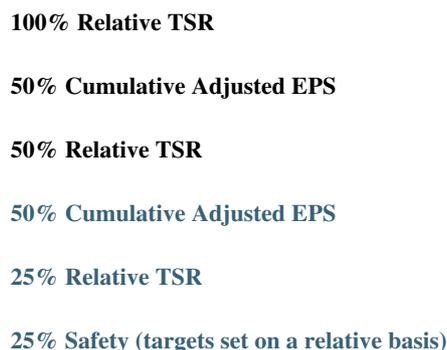 100% Relative TSR
50% Cumulative Adjusted EPS
50% Relative TSR
50% Cumulative Adjusted EPS
25% Relative TSR
25% Safety (targets set on a relative basis)